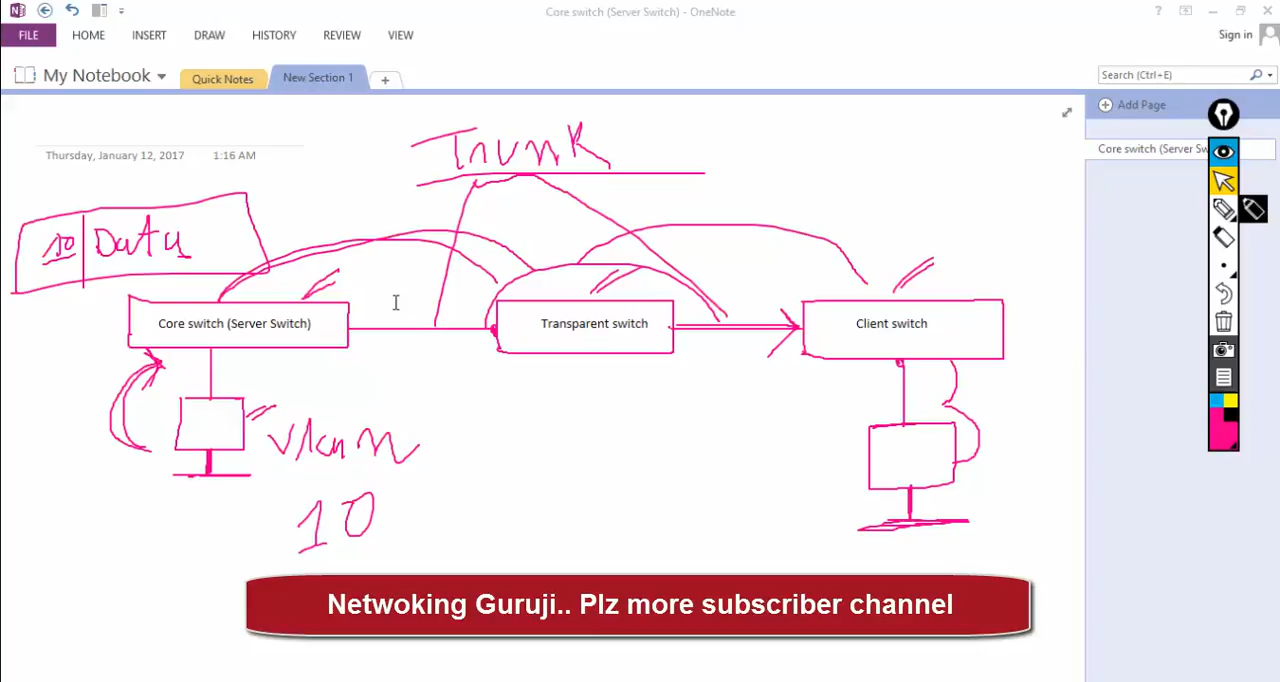 Core switch (Server Switch) - OneNote
FILE HOME INSERT DRAW HISTORY REVIEW VIEW
Sign in
My Notebook
Quick Notes
New Section 1
Search (Ctrl+E)
Add Page
Core switch (Server Sw
Thursday, January 12, 2017 1:16 AM
Trunk
10 Data
Core switch (Server Switch)
Transparent switch
Client switch
Vlan
10
Netwoking Guruji.. Plz more subscriber channel